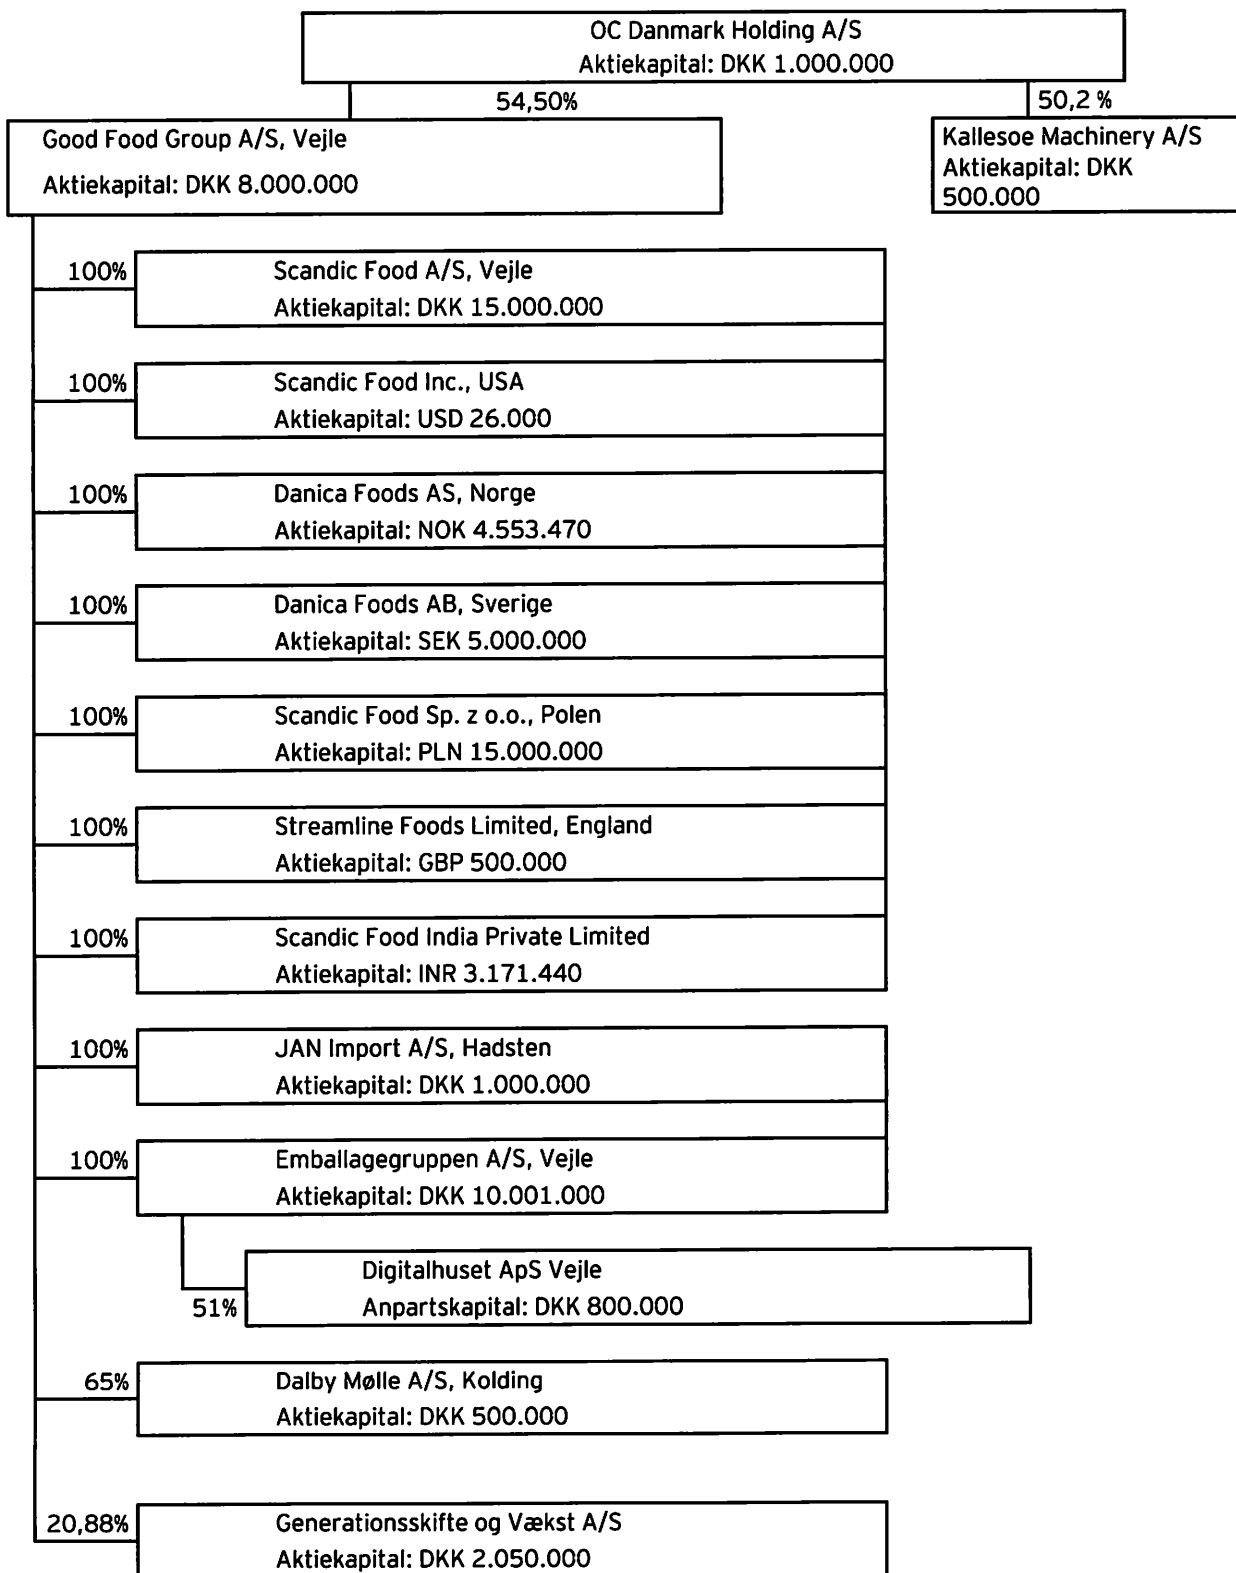 OC Danmark Holding A/S
Aktiekapital: DKK 1.000.000
54,50%
50,2 %
Good Food Group A/S, Vejle
Aktiekapital: DKK 8.000.000
Kallesoe Machinery A/S
Aktiekapital: DKK
500.000
100%
Scandic Food A/S, Vejle
Aktiekapital: DKK 15.000.000
100%
Scandic Food Inc., USA
Aktiekapital: USD 26.000
100%
Danica Foods AS, Norge
Aktiekapital: NOK 4.553.470
100%
Danica Foods AB, Sverige
Aktiekapital: SEK 5.000.000
100%
Scandic Food Sp. z o.o., Polen
Aktiekapital: PLN 15.000.000
100%
Streamline Foods Limited, England
Aktiekapital: GBP 500.000
100%
Scandic Food India Private Limited
Aktiekapital: INR 3.171.440
100%
JAN Import A/S, Hadsten
Aktiekapital: DKK 1.000.000
100%
Emballagegruppen A/S, Vejle
Aktiekapital: DKK 10.001.000
51%
Digitalhuset ApS Vejle
Anpartskapital: DKK 800.000
65%
Dalby Mølle A/S, Kolding
Aktiekapital: DKK 500.000
20,88%
Generationsskifte og Vækst A/S
Aktiekapital: DKK 2.050.000